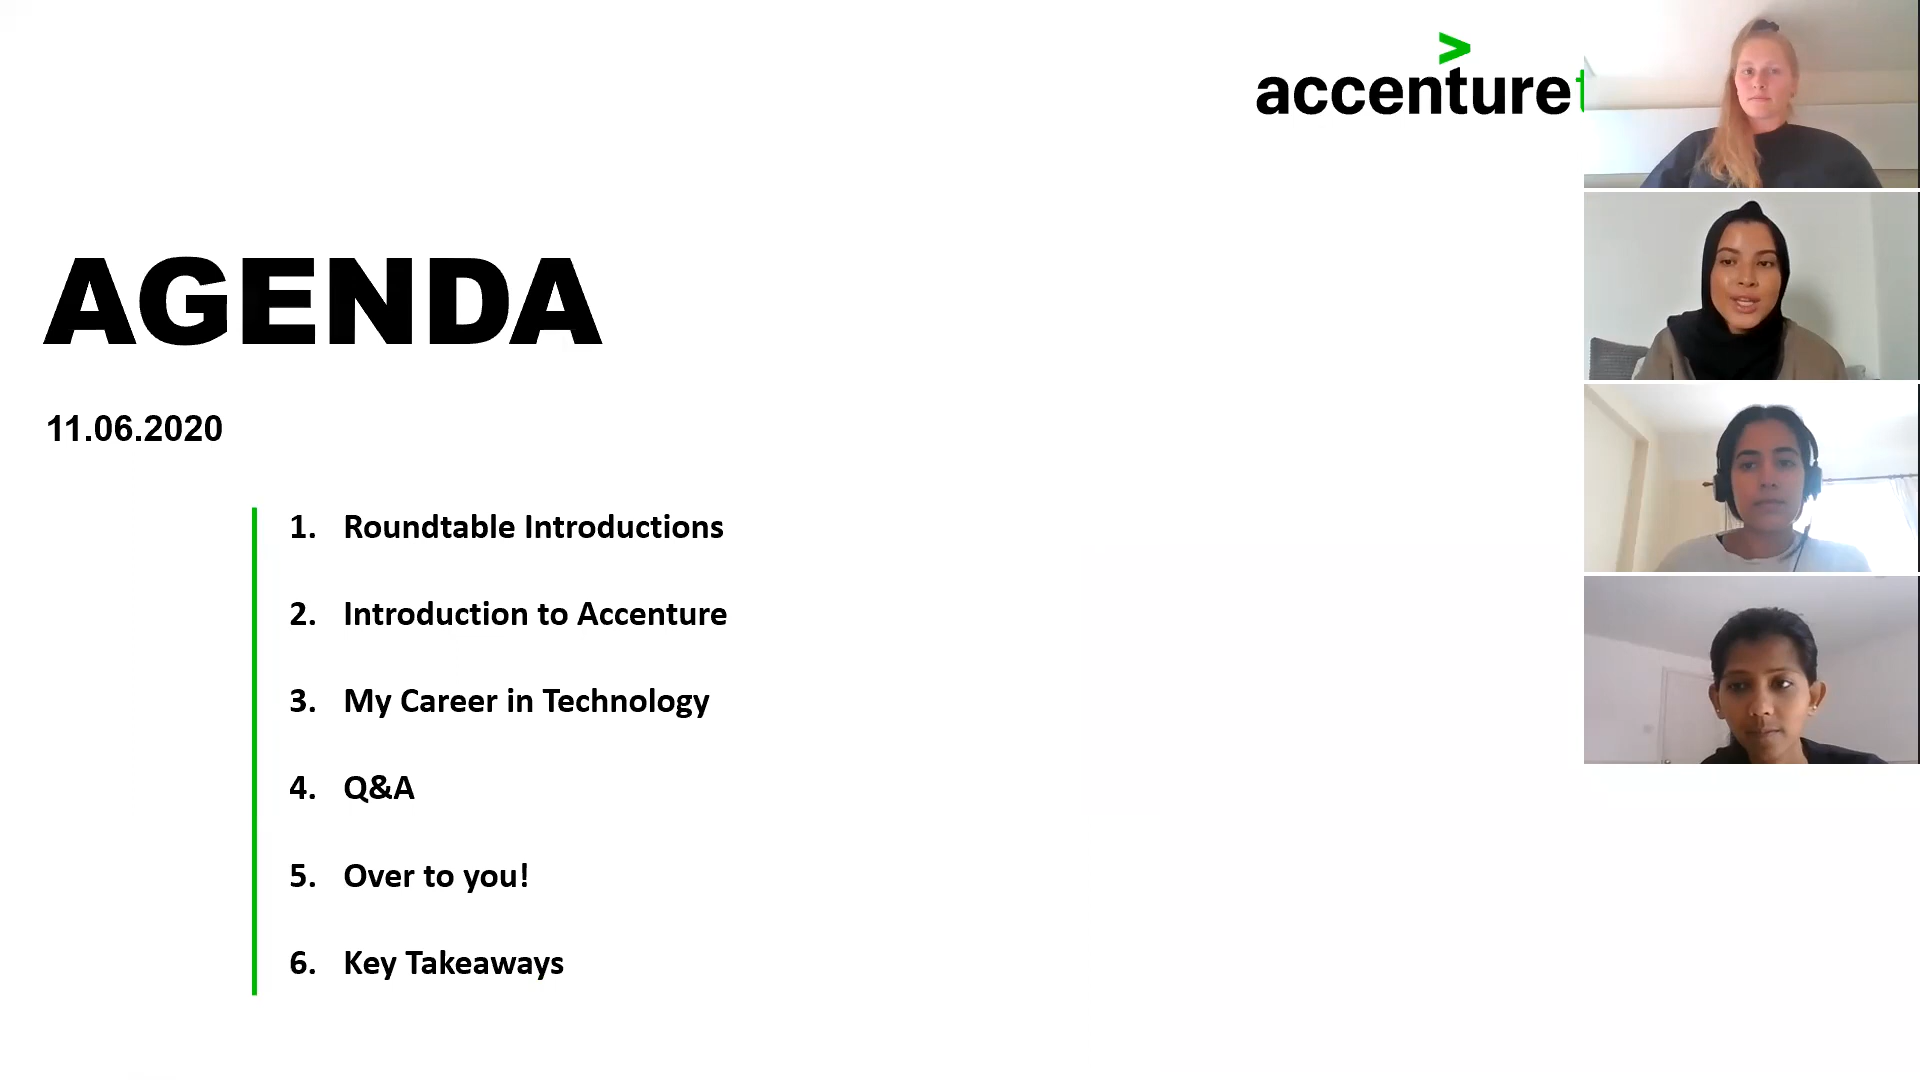 >
accenturet
AGENDA
11.06.2020
1. Roundtable Introductions
2. Introduction to Accenture
3. My Career in Technology
4. Q&A
5. Over to you!
6. Key Takeaways